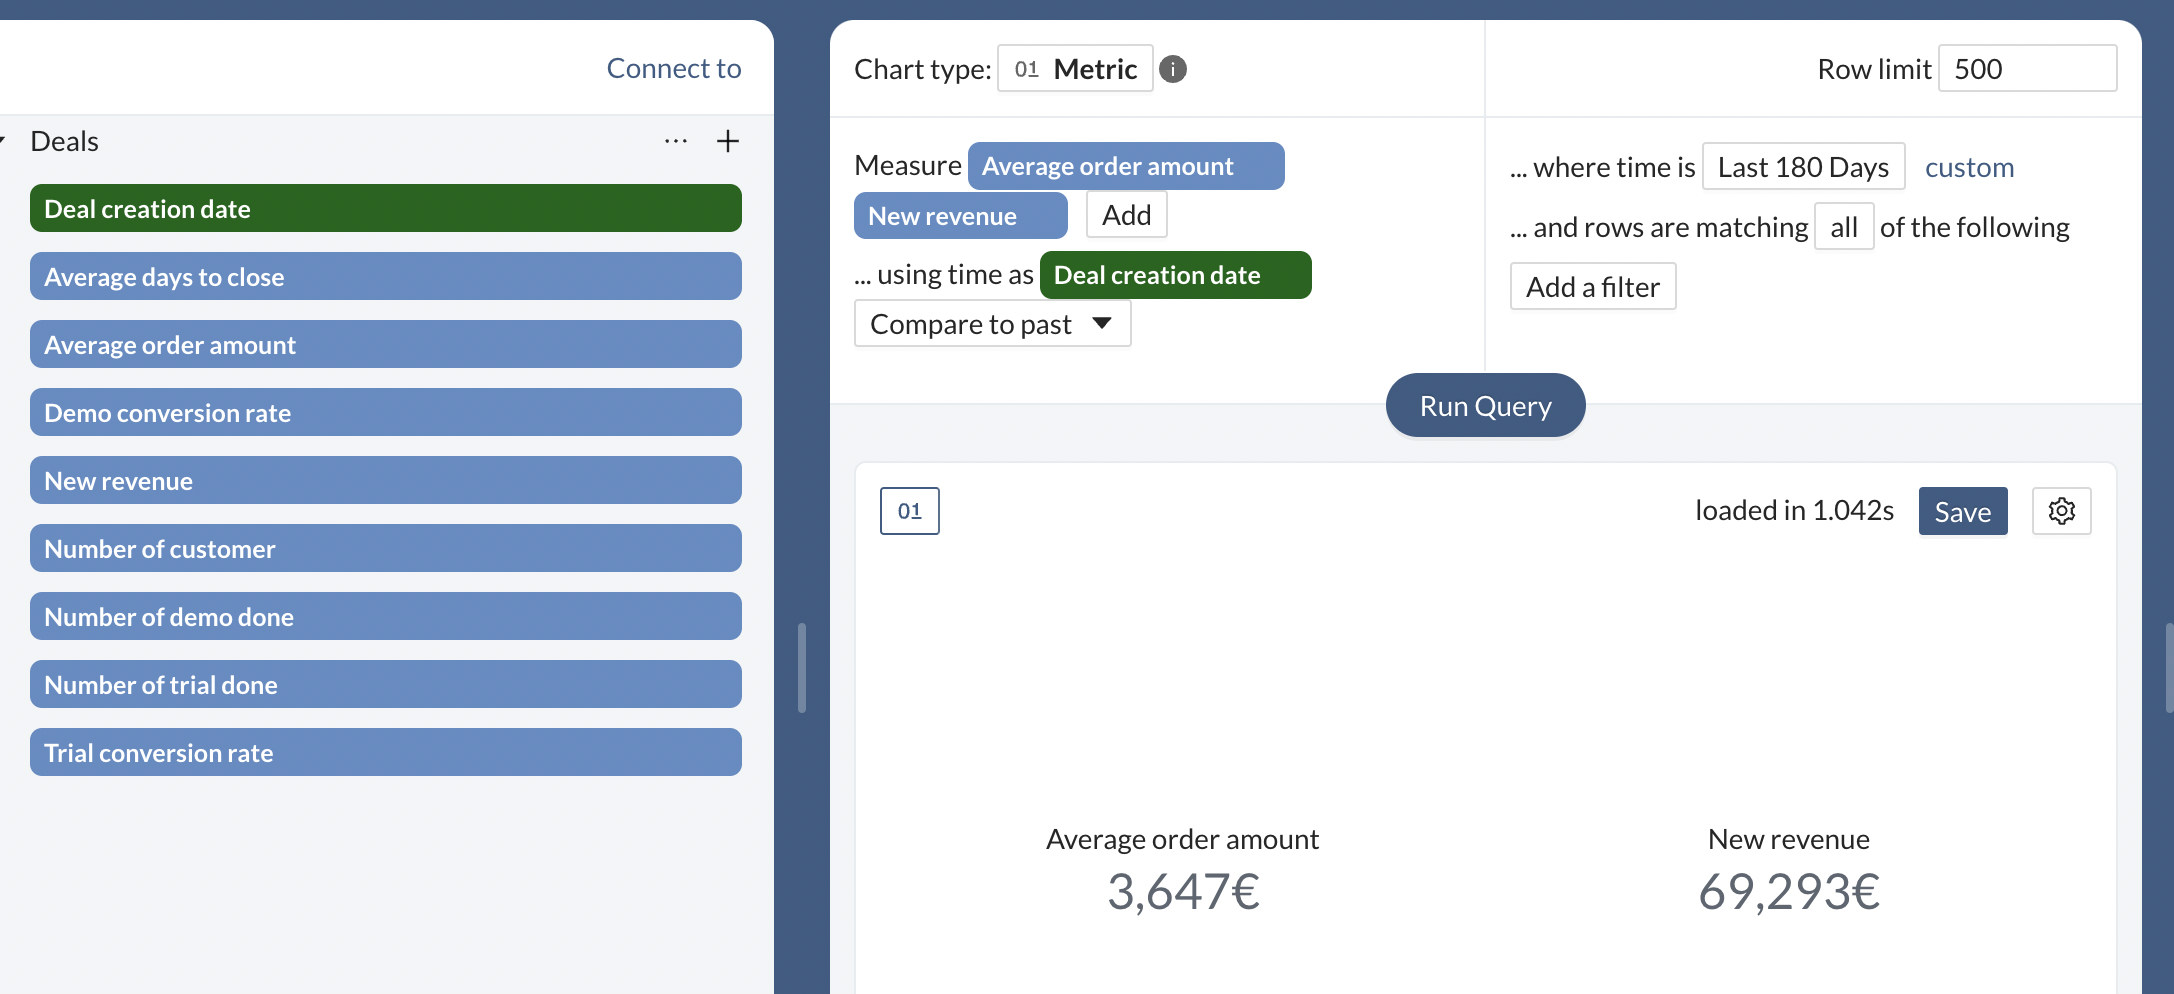 Connect to
Deals
Deal creation date
Average days to close
Average order amount
Demo conversion rate
New revenue
Number of customer
Number of demo done
Number of trial done
Trial conversion rate
Chart type: 01 Metric i
Row limit 500
Measure Average order amount
New revenue Add
... using time as Deal creation date
Compare to past
... where time is Last 180 Days custom
... and rows are matching all of the following
Add a filter
Run Query
01 loaded in 1.042s Save
Average order amount
3,647€
New revenue
69,293€